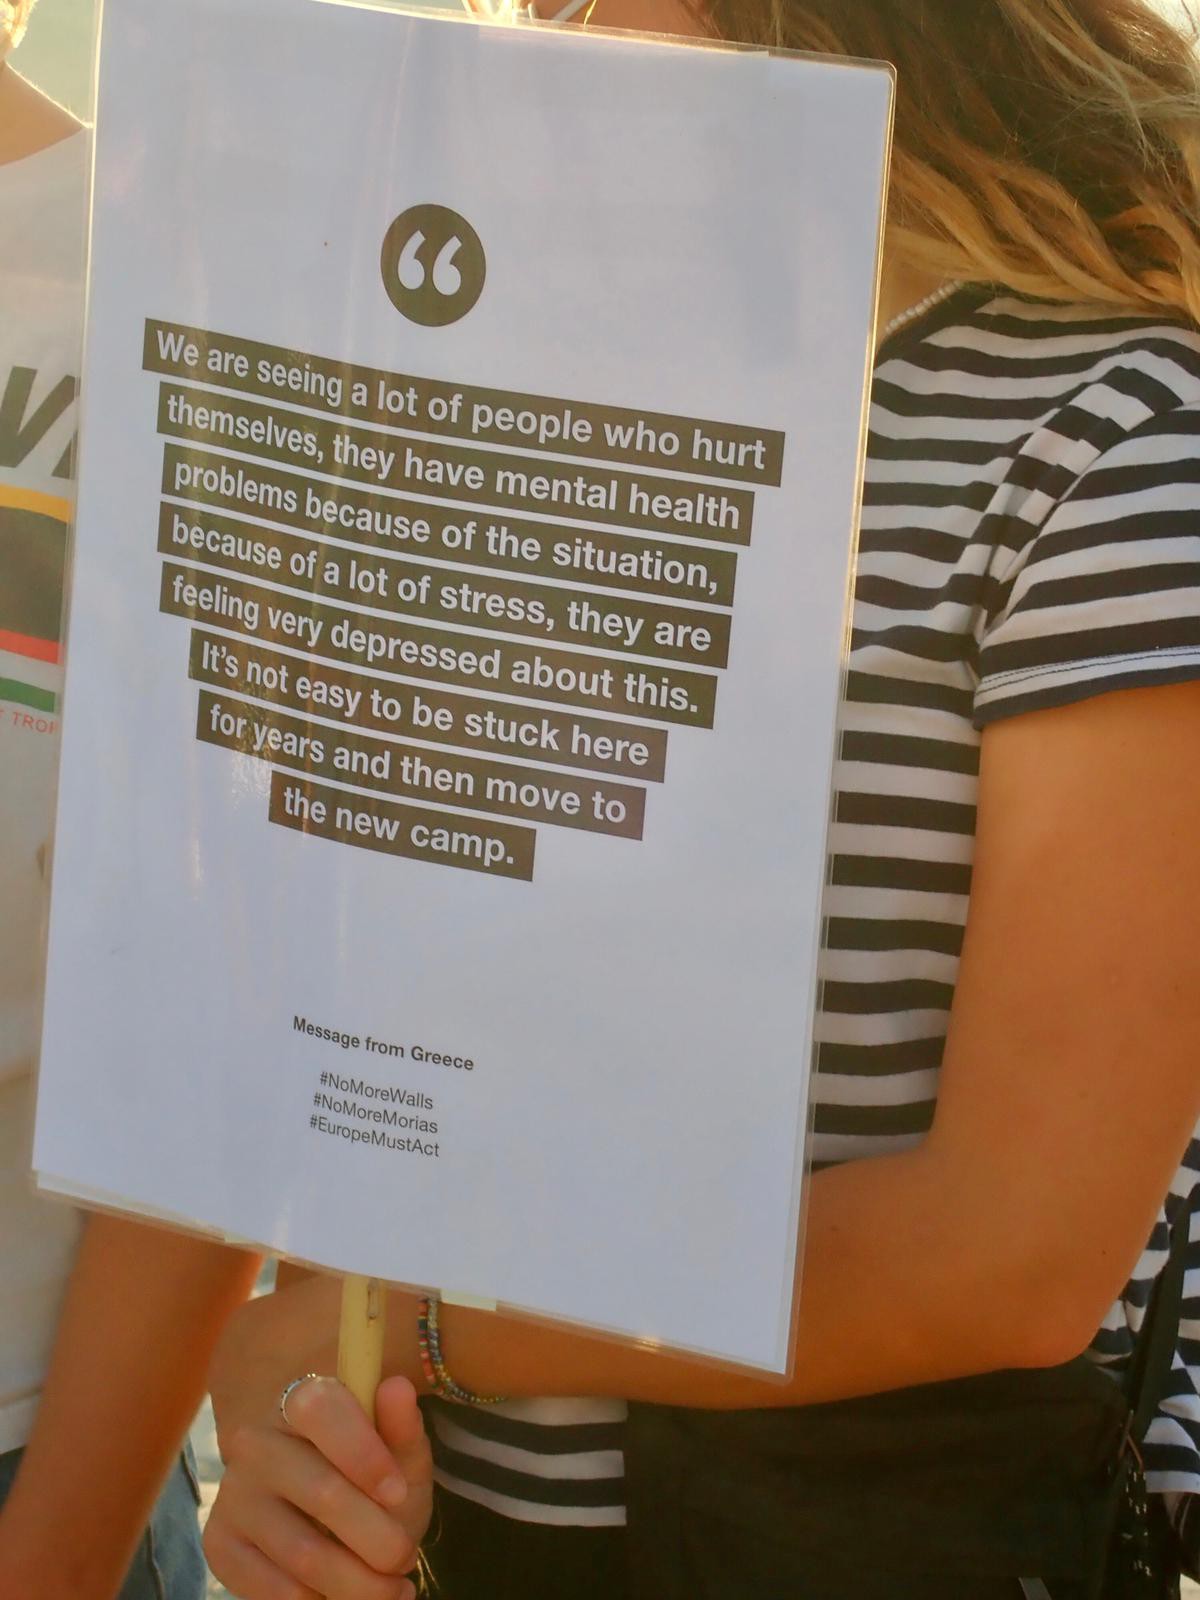 “
We are seeing a lot of people who hurt
themselves, they have mental health
problems because of the situation,
because of a lot of stress, they are
feeling very depressed about this.
It's not easy to be stuck here
for years and then move to
the new camp.
Message from Greece
#NoMoreWalls
#NoMoreMorias
#EuropeMustAct